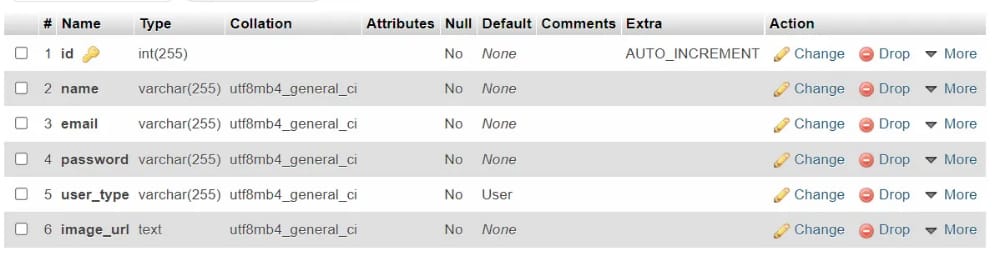 # Name Type Collation Attributes Null Default Comments Extra Action
1 id int(255) No None AUTO_INCREMENT Change Drop More
2 name varchar(255) utf8mb4_general_ci No None Change Drop More
3 email varchar(255) utf8mb4_general_ci No None Change Drop More
4 password varchar(255) utf8mb4_general_ci No None Change Drop More
5 user_type varchar(255) utf8mb4_general_ci No User Change Drop More
6 image_url text utf8mb4_general_ci No None Change Drop More